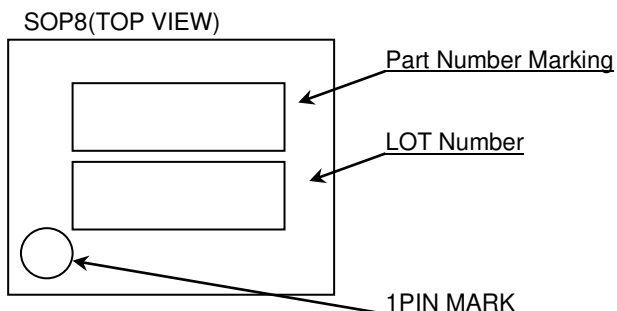 SOP8(TOP VIEW)
Part Number Marking
LOT Number
1PIN MARK